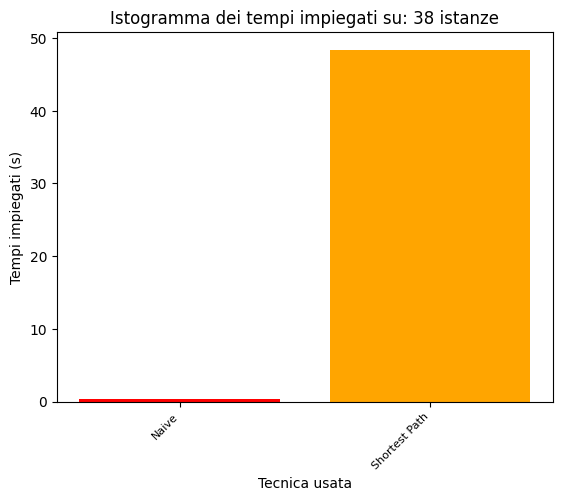 Istogramma dei tempi impiegati su: 38 istanze
Tempi impiegati (s)
50
40
30
20
10
0
Naive
Shortest Path
Tecnica usata